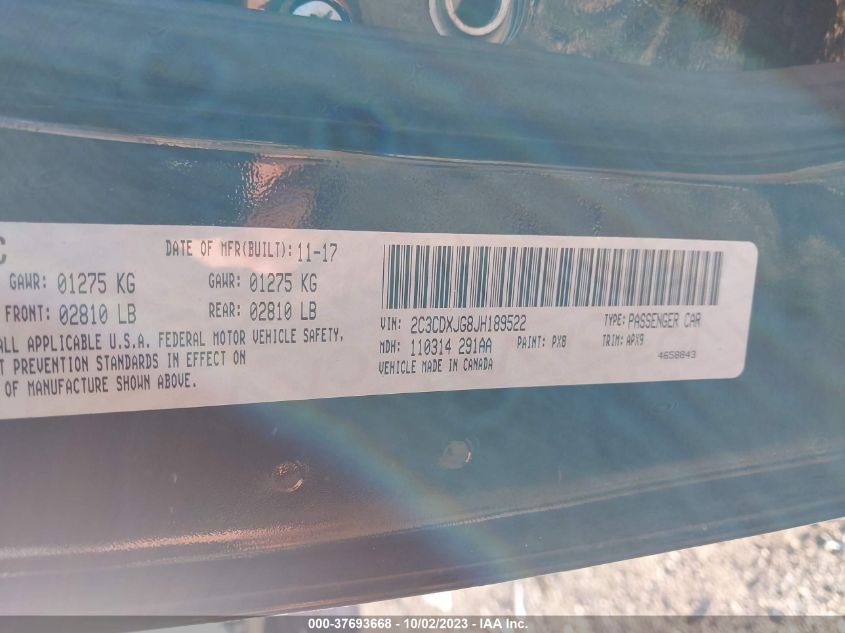 C
DATE OF MFR(BUILT): 11-17
GAWR: 01275 KG GAWR: 01275 KG
FRONT: 02810 LB REAR: 02810 LB
ALL APPLICABLE U.S.A. FEDERAL MOTOR VEHICLE SAFETY,
T PREVENTION STANDARDS IN EFFECT ON
OF MANUFACTURE SHOWN ABOVE.
VIN: 2C3CDXJG8JH189522 TYPE: PASSENGER CAR
MDH: 110314 291AA PAINT: PX8 TRIM: APX9
VEHICLE MADE IN CANADA 4658843
000-37693668 - 10/02/2023 - IAA Inc.